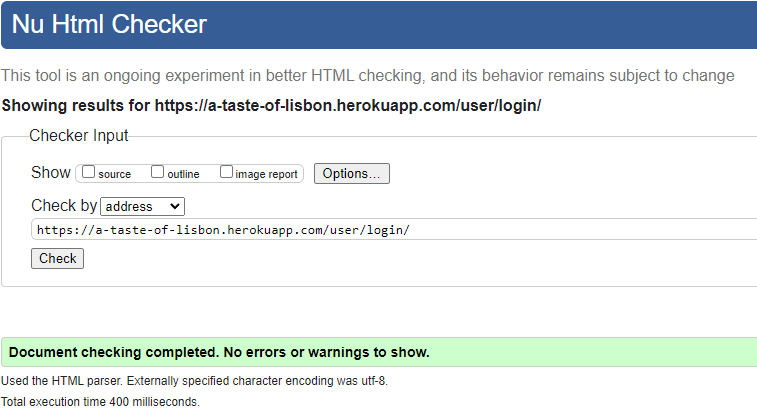 Nu Html Checker
This tool is an ongoing experiment in better HTML checking, and its behavior remains subject to change
Showing results for https://a-taste-of-lisbon.herokuapp.com/user/login/
Checker Input
Show source outline image report Options...
Check by address
https://a-taste-of-lisbon.herokuapp.com/user/login/
Check
Document checking completed. No errors or warnings to show.
Used the HTML parser. Externally specified character encoding was utf-8.
Total execution time 400 milliseconds.